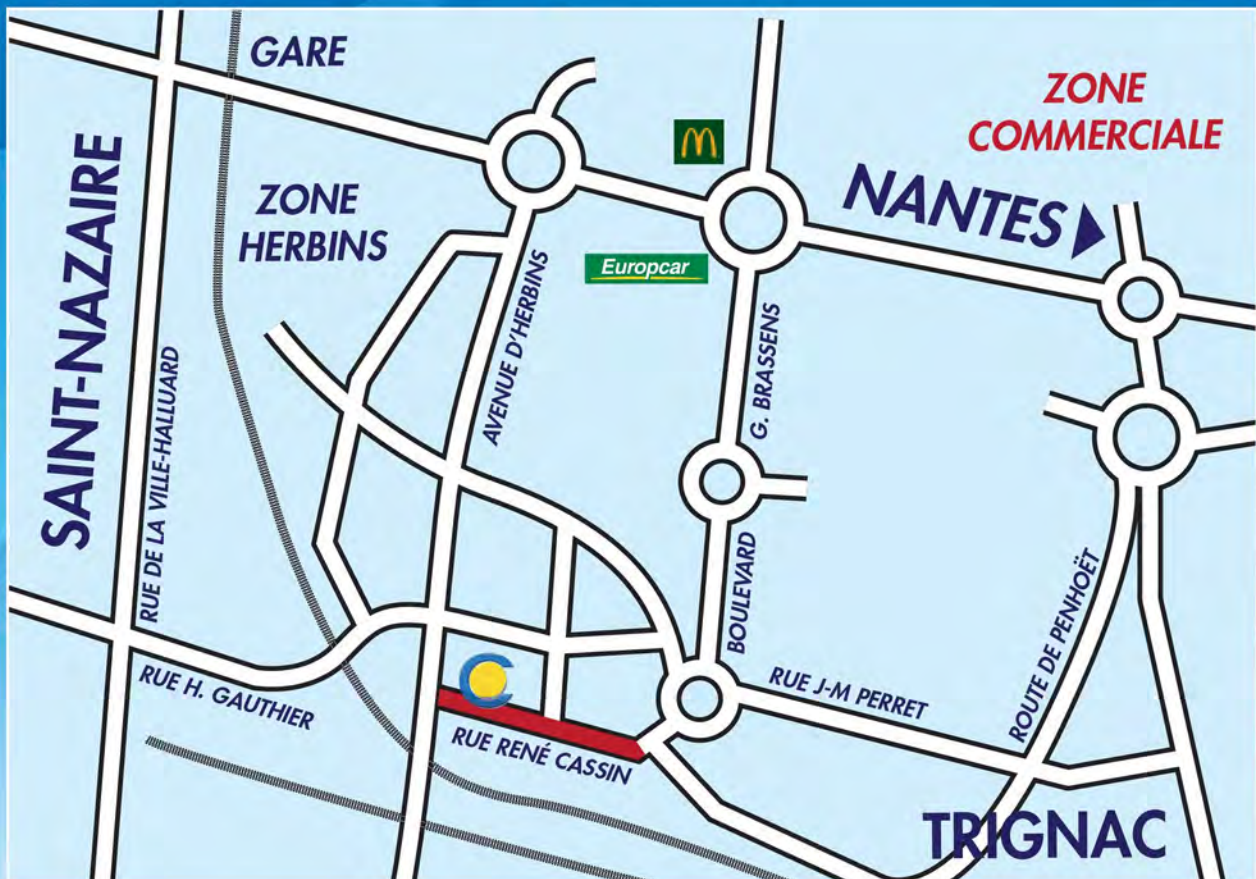 GARE
ZONE
COMMERCIALE
SAINT-NAZAIRE
ZONE
HERBINS
NANTES
Europcar
AVENUE D'HERBINS
G. BRASSENS
RUE DE LA VILLE-HALLUARD
BOULEVARD
ROUTE DE PENHOËT
RUE H. GAUTHIER
RUE J-M PERRET
RUE RENÉ CASSIN
TRIGNAC